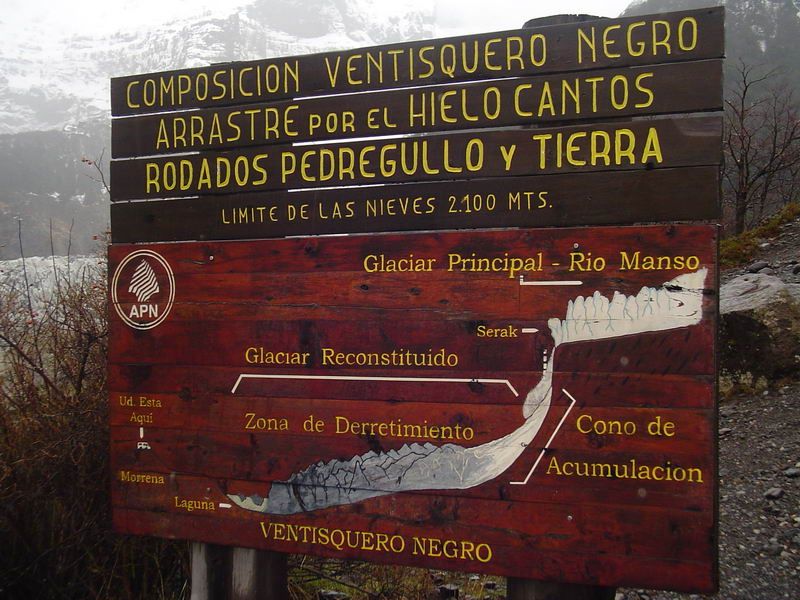 COMPOSICION VENTISQUERO NEGRO
ARRASTRE POR EL HIELO CANTOS
RODADOS PEDREGULLO Y TIERRA
LIMITE DE LAS NIEVES 2.100 MTS.
Glaciar Principal - Rio Manso
APN
Serak
Glaciar Reconstituido
Ud. Esta
Aqui
Zona de Derretimiento
Cono de
Acumulacion
Morrena
Laguna
VENTISQUERO NEGRO